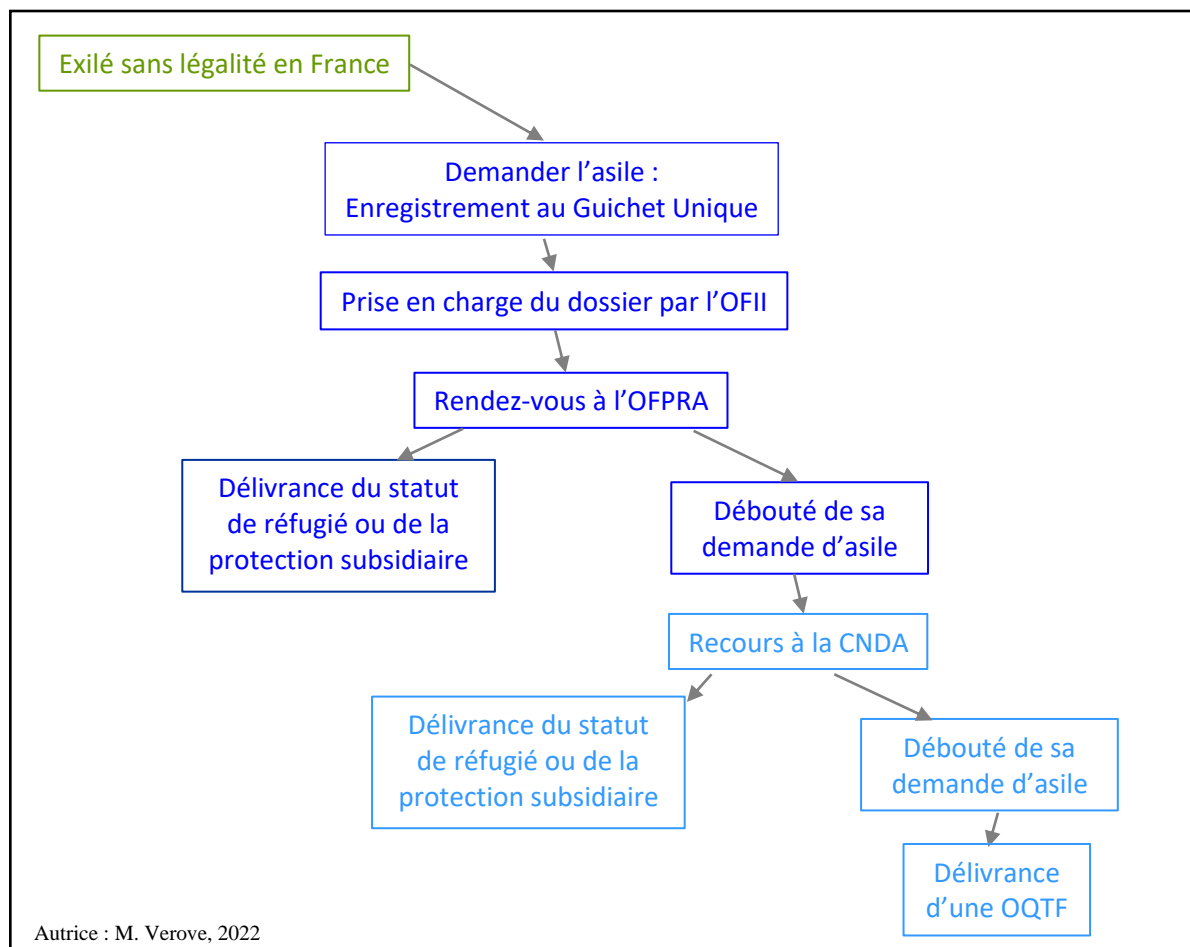 Exilé sans légalité en France
Demander l’asile :
Enregistrement au Guichet Unique
Prise en charge du dossier par l’OFII
Rendez-vous à l’OFPRA
Délivrance du statut
de réfugié ou de la
protection subsidiaire
Débouté de sa
demande d’asile
Recours à la CNDA
Délivrance du statut
de réfugié ou de la
protection subsidiaire
Débouté de sa
demande d’asile
Délivrance
d’une OQTF
Autrice : M. Verove, 2022